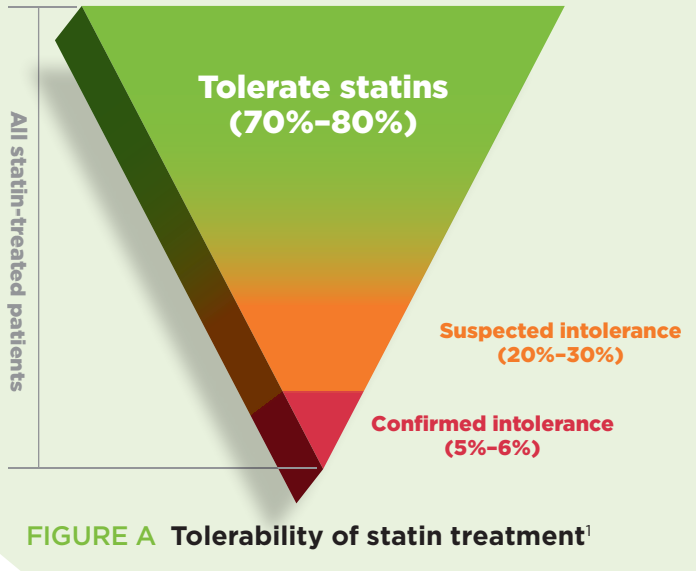 Tolerate statins
(70%–80%)
All statin-treated patients
Suspected intolerance
(20%–30%)
Confirmed intolerance
(5%–6%)
FIGURE A Tolerability of statin treatment¹